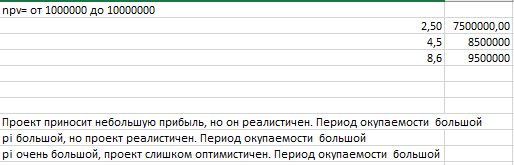 npv= от 1000000 до 10000000
2,50 7500000,00
4,5 8500000
8,6 9500000
Проект приносит небольшую прибыль, но он реалистичен. Период окупаемости  большой
pi большой, но проект реалистичен. Период окупаемости  большой
pi очень большой, проект слишком оптимистичен. Период окупаемости  большой